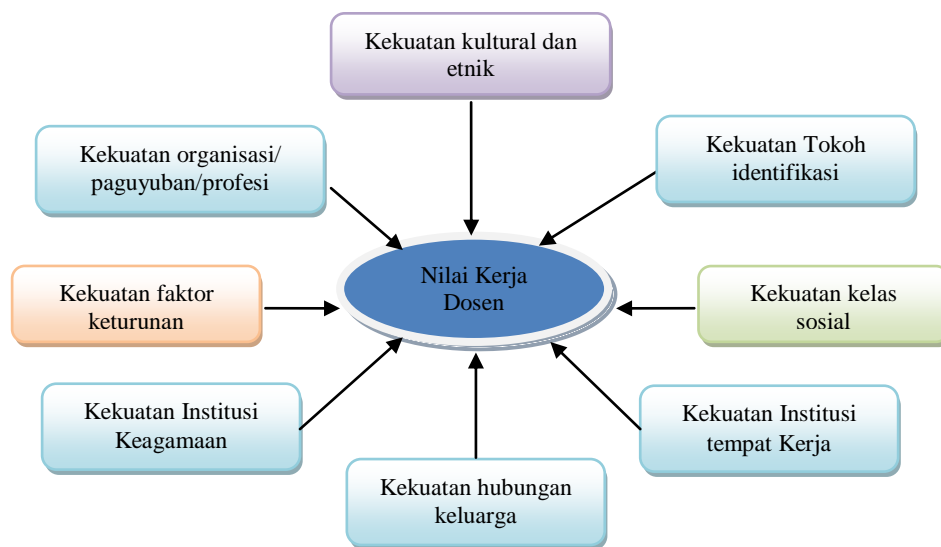 Kekuatan kultural dan
etnik
Kekuatan organisasi/
paguyuban/profesi
Kekuatan Tokoh
identifikasi
Nilai Kerja
Dosen
Kekuatan faktor
keturunan
Kekuatan kelas
sosial
Kekuatan Institusi
Keagamaan
Kekuatan Institusi
tempat Kerja
Kekuatan hubungan
keluarga